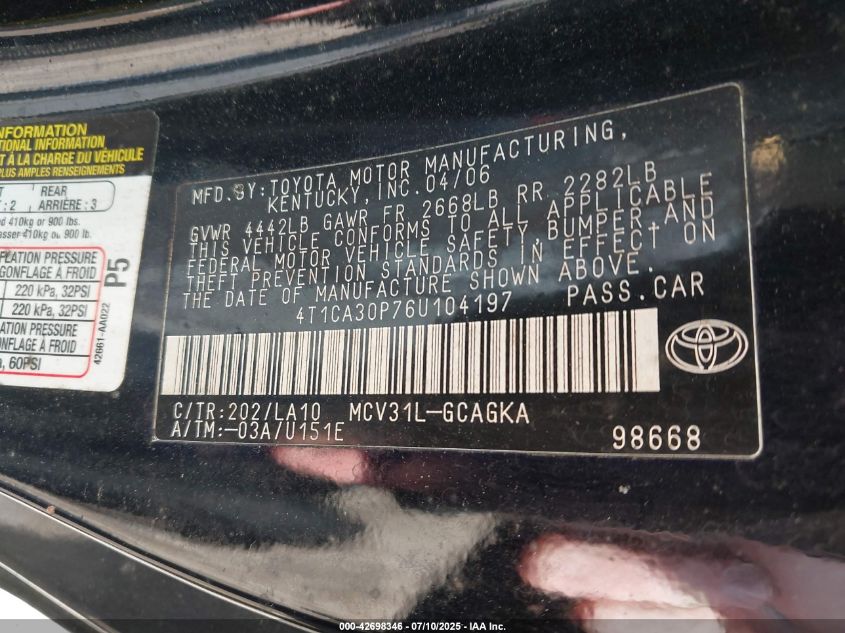 NFORMATION
INFORMATION
T À LA CHARGE DU VÉHICULE
PLUS AMPLES RENSEIGNEMENTS.
: 2
REAR
ARRIÈRE : 3
410kg or 900 lbs.
asser 410kg ou 900 lb.
FLATION PRESSURE
GONFLAGE À FROID
220 kPa, 32PSI
220 kPa, 32PSI
LATION PRESSURE
GONFLAGE À FROID
, 60PSI
P5
42661-AA022
MFD. BY: TOYOTA MOTOR MANUFACTURING,
KENTUCKY, INC. 04/06
GVWR 4442LB GAWR FR 2668LB RR 2282LB
THIS VEHICLE CONFORMS TO ALL APPLICABLE
FEDERAL MOTOR VEHICLE SAFETY, BUMPER, AND
THEFT PREVENTION STANDARDS IN EFFECT ON
THE DATE OF MANUFACTURE SHOWN ABOVE.
4T1CA30P76U104197 PASS. CAR
C/TR: 202/LA10 MCV31L-GCAGKA
A/TM: -03A/U151E
98668
000-42698346 - 07/10/2025 - IAA Inc.